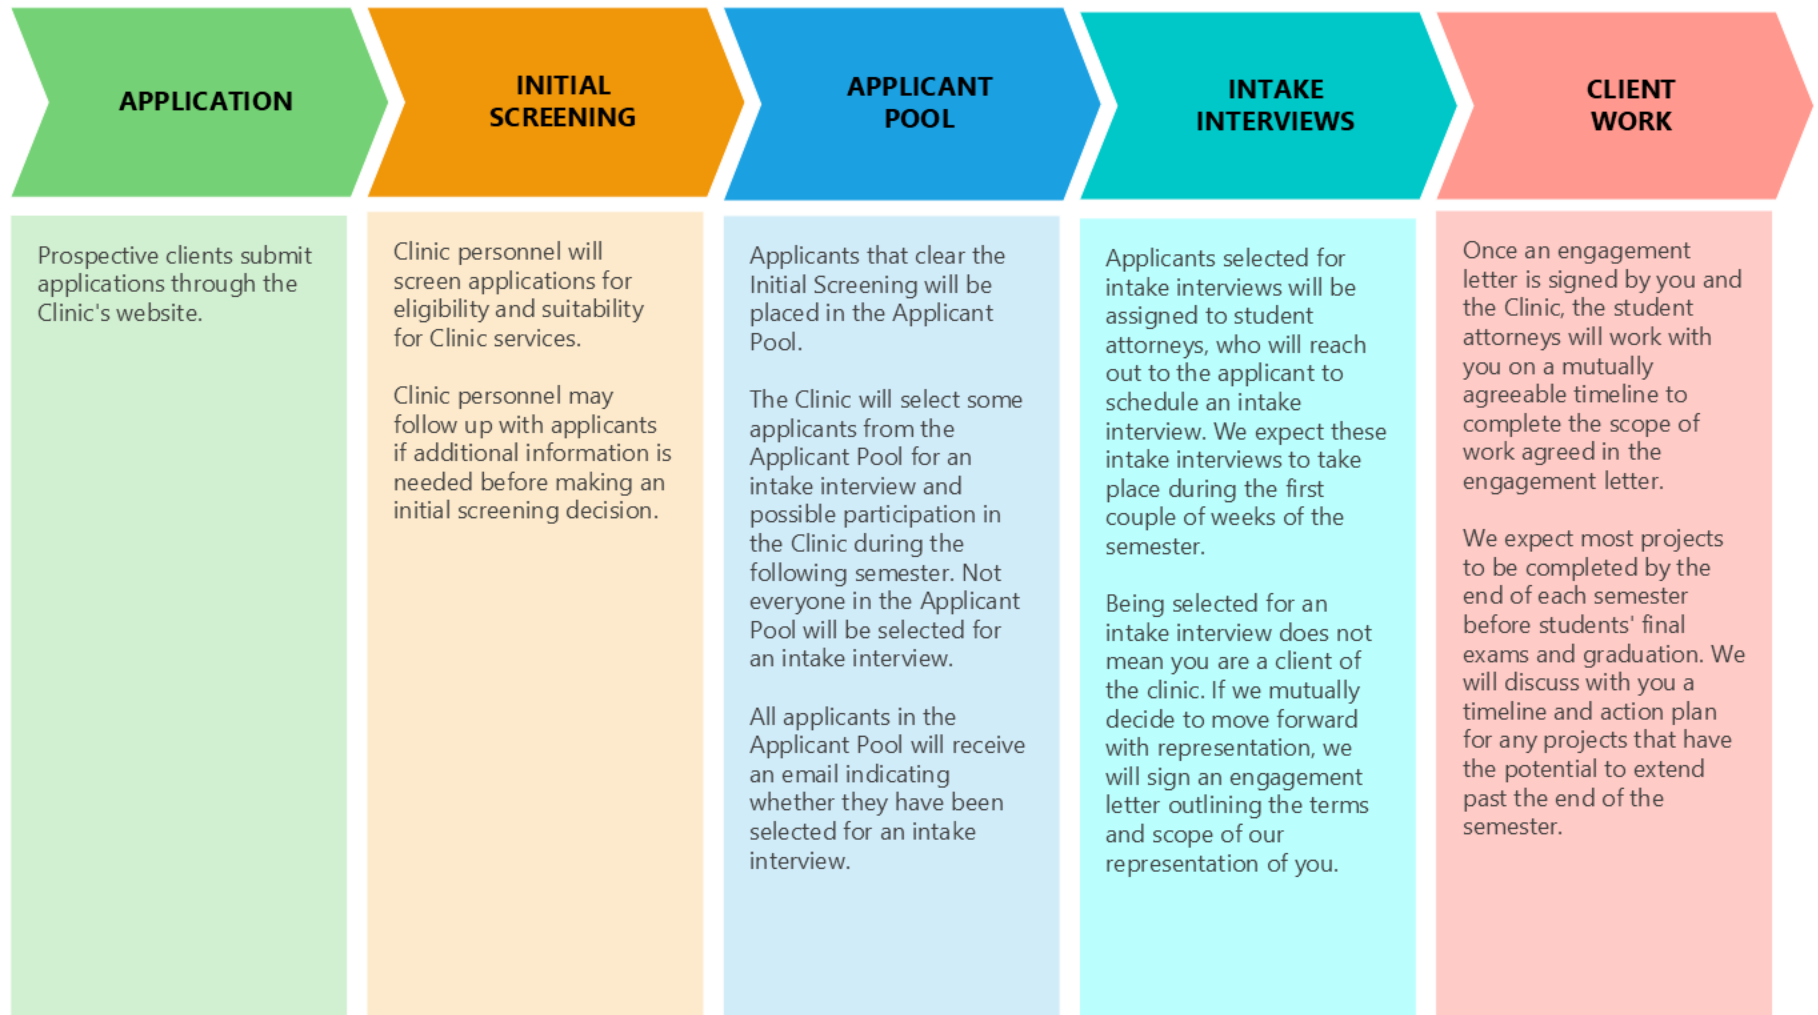 APPLICATION
Prospective clients submit
applications through the
Clinic's website.
INITIAL
SCREENING
Clinic personnel will
screen applications for
eligibility and suitability
for Clinic services.
Clinic personnel may
follow up with applicants
if additional information is
needed before making an
initial screening decision.
APPLICANT
POOL
Applicants that clear the
Initial Screening will be
placed in the Applicant
Pool.
The Clinic will select some
applicants from the
Applicant Pool for an
intake interview and
possible participation in
the Clinic during the
following semester. Not
everyone in the Applicant
Pool will be selected for
an intake interview.
All applicants in the
Applicant Pool will receive
an email indicating
whether they have been
selected for an intake
interview.
INTAKE
INTERVIEWS
Applicants selected for
intake interviews will be
assigned to student
attorneys, who will reach
out to the applicant to
schedule an intake
interview. We expect these
intake interviews to take
place during the first
couple of weeks of the
semester.
Being selected for an
intake interview does not
mean you are a client of
the clinic. If we mutually
decide to move forward
with representation, we
will sign an engagement
letter outlining the terms
and scope of our
representation of you.
CLIENT
WORK
Once an engagement
letter is signed by you and
the Clinic, the student
attorneys will work with
you on a mutually
agreeable timeline to
complete the scope of
work agreed in the
engagement letter.
We expect most projects
to be completed by the
end of each semester
before students' final
exams and graduation. We
will discuss with you a
timeline and action plan
for any projects that have
the potential to extend
past the end of the
semester.